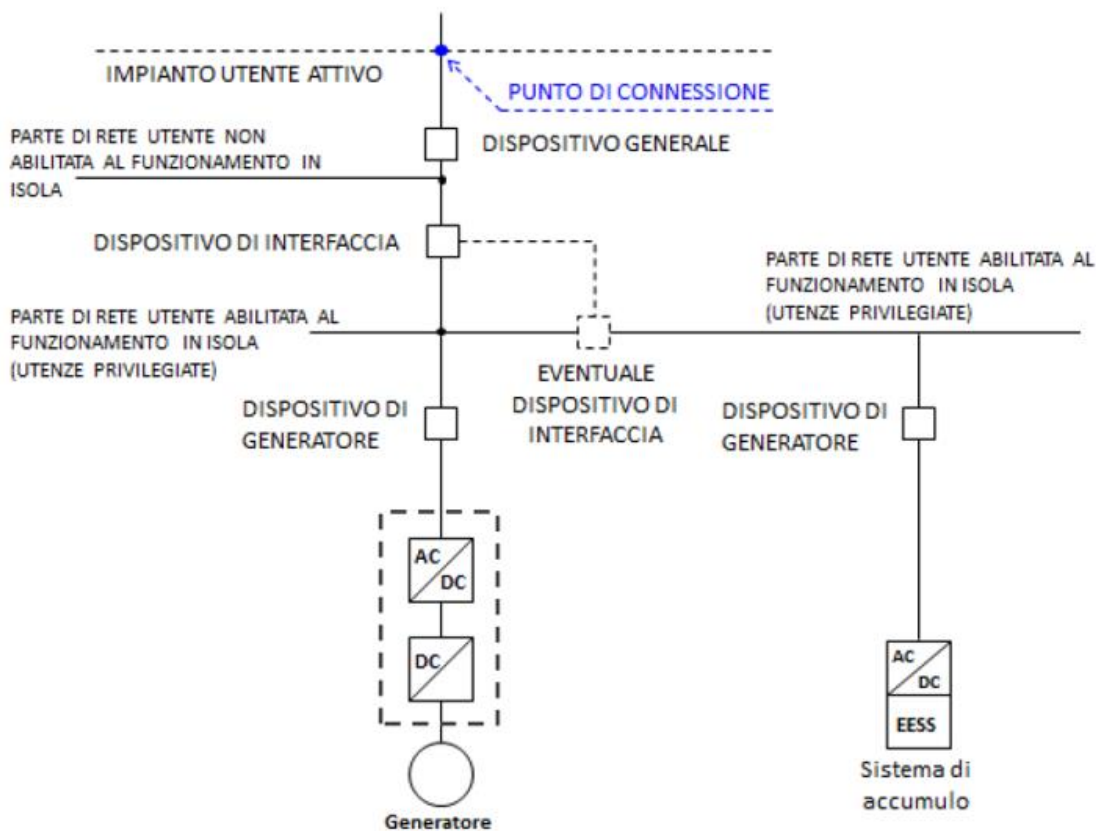 IMPIANTO UTENTE ATTIVO
PUNTO DI CONNESSIONE
PARTE DI RETE UTENTE NON
ABILITATA AL FUNZIONAMENTO IN
ISOLA
DISPOSITIVO GENERALE
DISPOSITIVO DI INTERFACCIA
PARTE DI RETE UTENTE ABILITATA AL
FUNZIONAMENTO IN ISOLA
(UTENZE PRIVILEGIATE)
PARTE DI RETE UTENTE ABILITATA AL
FUNZIONAMENTO IN ISOLA
(UTENZE PRIVILEGIATE)
EVENTUALE
DISPOSITIVO DI
INTERFACCIA
DISPOSITIVO DI
GENERATORE
DISPOSITIVO DI
GENERATORE
AC
DC
DC
Generatore
AC
DC
EESS
Sistema di
accumulo